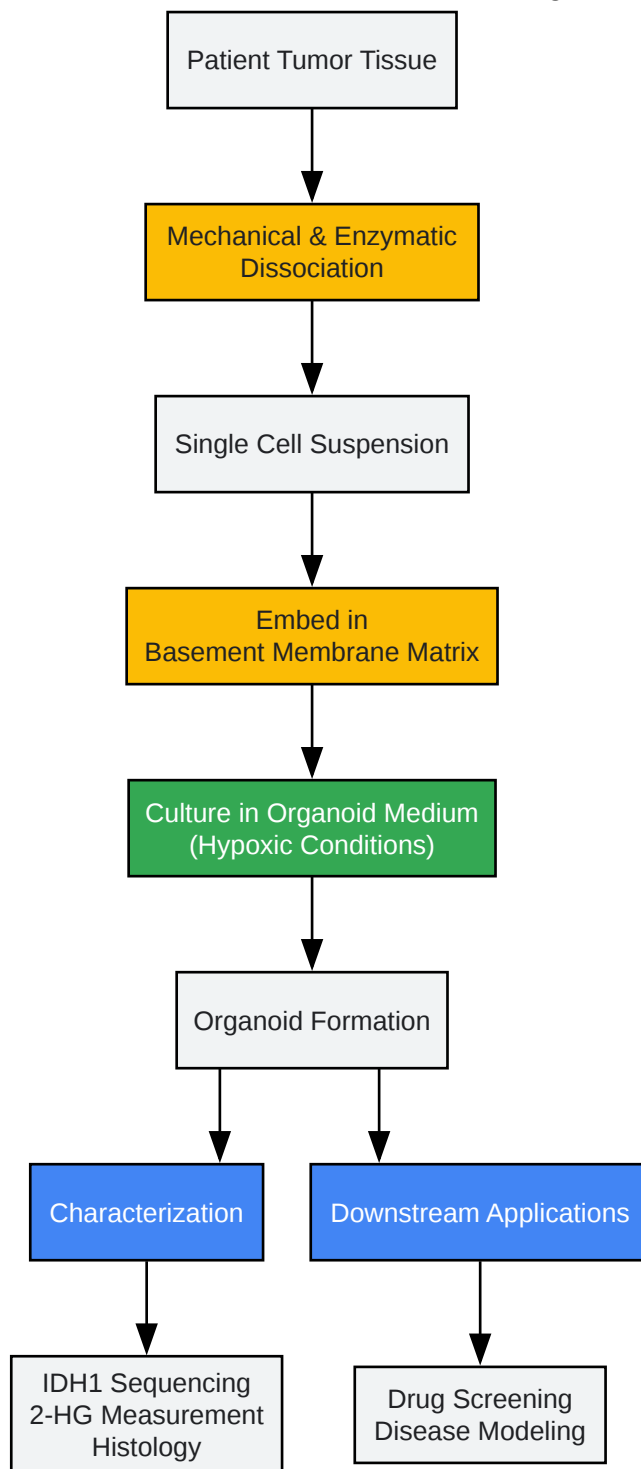 Patient Tumor Tissue
Mechanical & Enzymatic
Dissociation
Single Cell Suspension
Embed in
Basement Membrane Matrix
Culture in Organoid Medium
(Hypoxic Conditions)
Organoid Formation
Characterization
Downstream Applications
IDH1 Sequencing
2-HG Measurement
Histology
Drug Screening
Disease Modeling